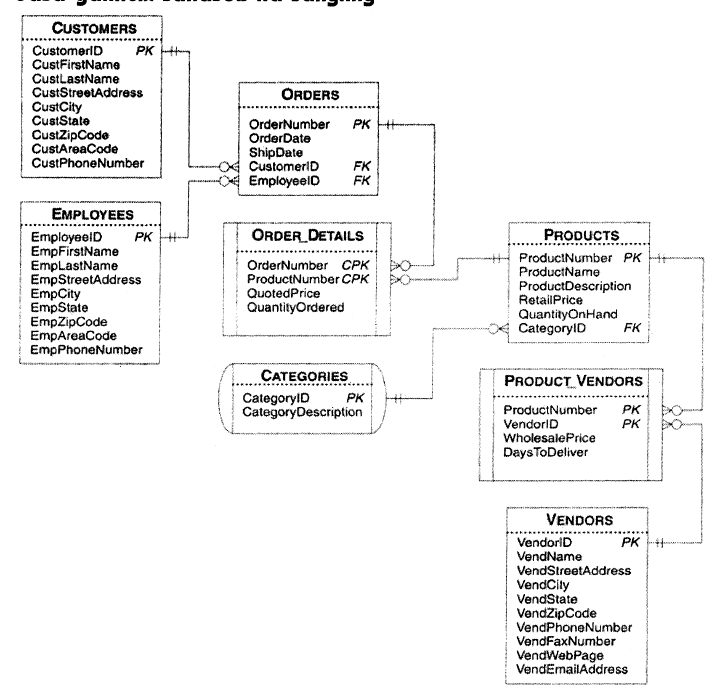 CUSTOMERS
CustomerID PK
CustFirstName
CustLastName
CustStreetAddress
CustCity
CustState
CustZipCode
CustAreaCode
CustPhoneNumber
ORDERS
OrderNumber PK
OrderDate
ShipDate
CustomerID FK
EmployeeID FK
EMPLOYEES
EmployeeID PK
EmpFirstName
EmpLastName
EmpStreetAddress
EmpCity
EmpState
EmpZipCode
EmpAreaCode
EmpPhoneNumber
ORDER_DETAILS
OrderNumber CPK
ProductNumber CPK
QuotedPrice
QuantityOrdered
PRODUCTS
ProductNumber PK
ProductName
ProductDescription
RetailPrice
QuantityOnHand
CategoryID FK
CATEGORIES
CategoryID PK
CategoryDescription
PRODUCT_VENDORS
ProductNumber PK
VendorID PK
WholesalePrice
DaysToDeliver
VENDORS
VendorID PK
VendName
VendStreetAddress
VendCity
VendState
VendZipCode
VendPhoneNumber
VendFaxNumber
VendWebPage
VendEmailAddress